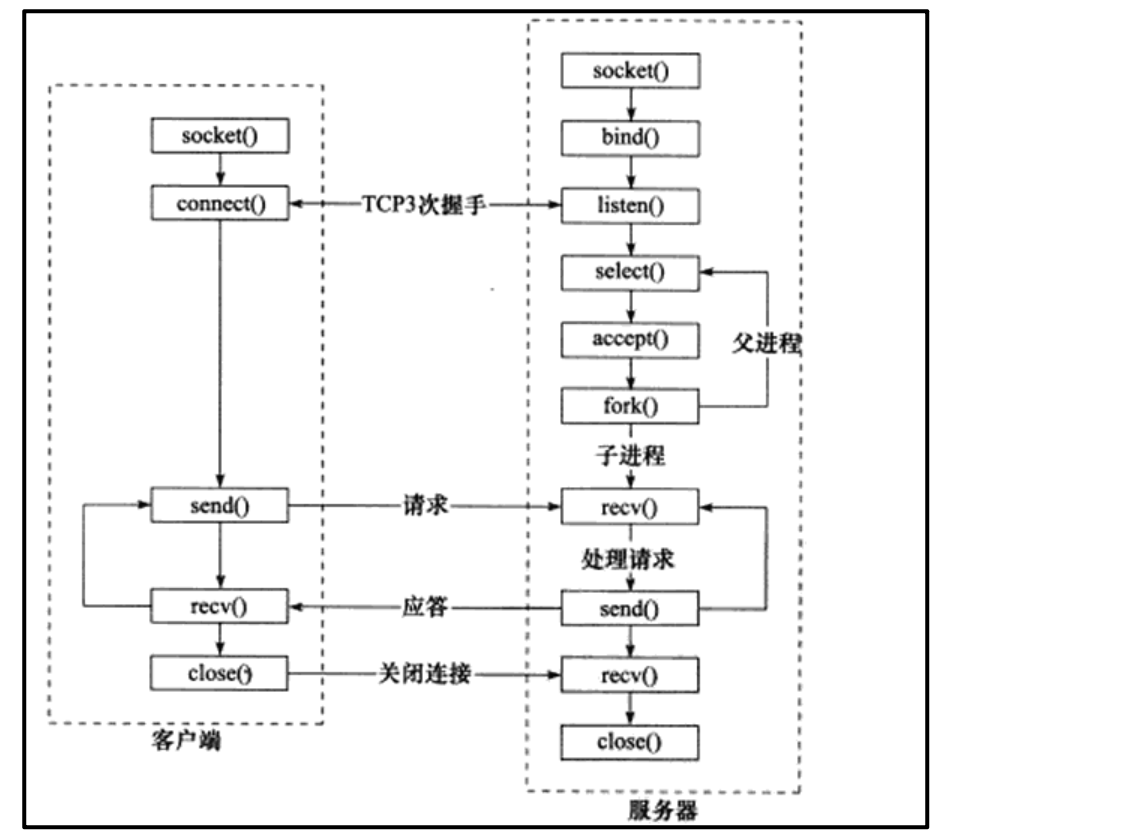 socket()
connect()
send()
recv()
close()
客户端
TCP3次握手
请求
应答
关闭连接
socket()
bind()
listen()
select()
accept()
fork()
父进程
子进程
recv()
处理请求
send()
recv()
close()
服务器